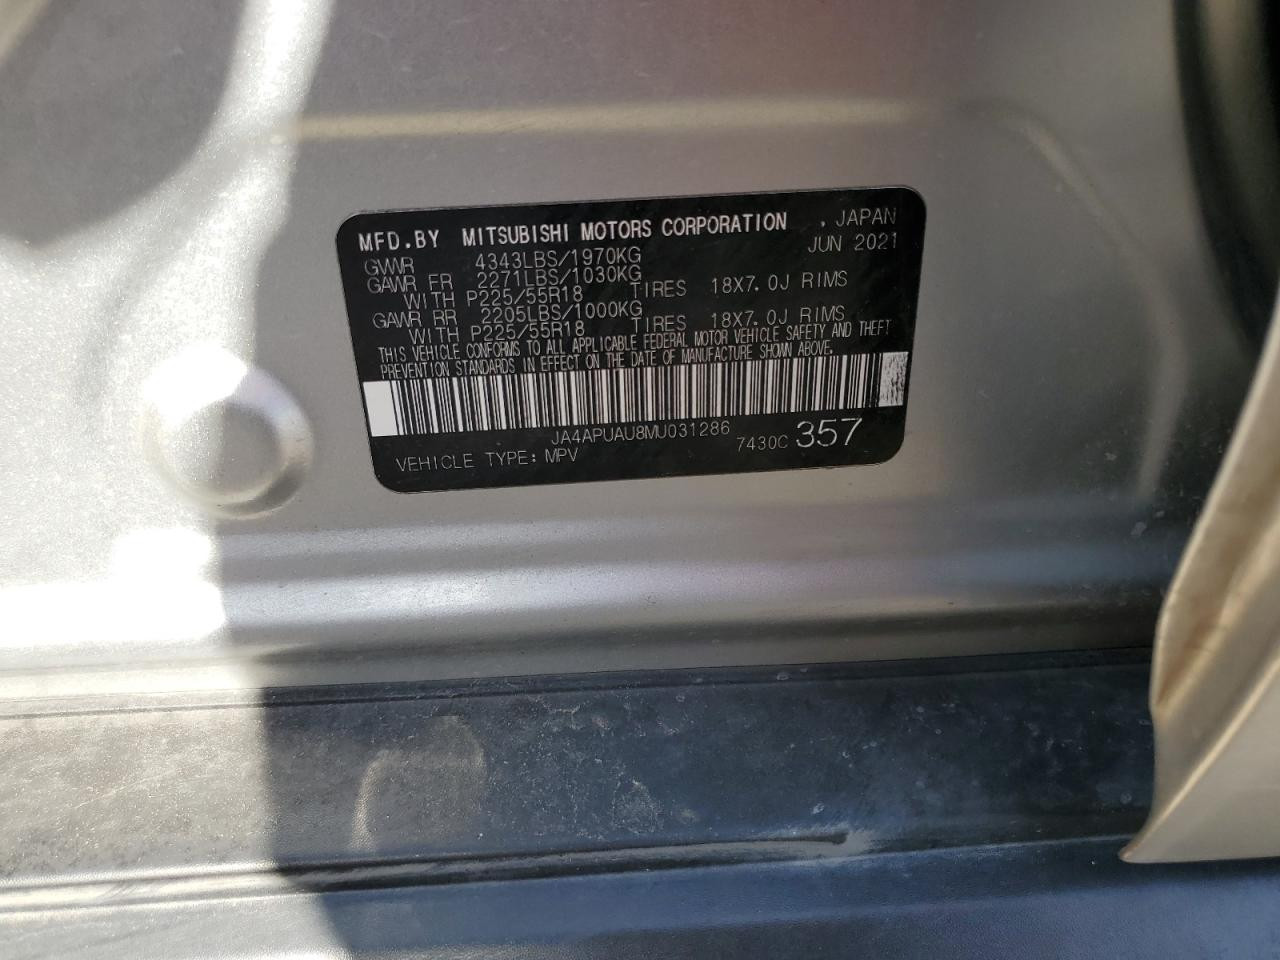 MFD.BY MITSUBISHI MOTORS CORPORATION , JAPAN
GVWR 4343LBS/1970KG JUN 2021
GAWR FR 2271LBS/1030KG
WITH P225/55R18 TIRES 18X7.0J RIMS
GAWR RR 2205LBS/1000KG
WITH P225/55R18 TIRES 18X7.0J RIMS
THIS VEHICLE CONFORMS TO ALL APPLICABLE FEDERAL MOTOR VEHICLE SAFETY AND THEFT
PREVENTION STANDARDS IN EFFECT ON THE DATE OF MANUFACTURE SHOWN ABOVE.
JA4APUAU8MU031286
VEHICLE TYPE: MPV 7430C 357